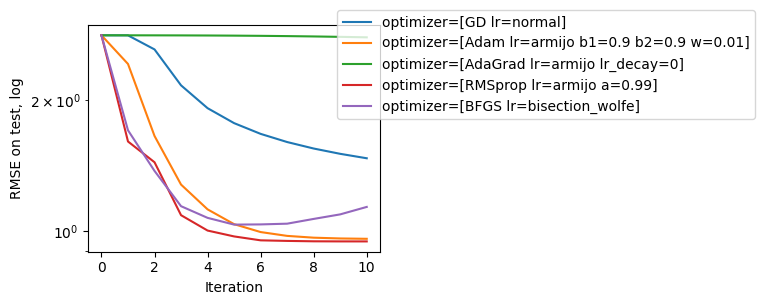 optimizer=[GD lr=normal]
optimizer=[Adam lr=armijo b1=0.9 b2=0.9 w=0.01]
optimizer=[AdaGrad lr=armijo lr_decay=0]
optimizer=[RMSprop lr=armijo a=0.99]
optimizer=[BFGS lr=bisection_wolfe]
RMSE on test, log
2 × 10⁰
10⁰
0 2 4 6 8 10
Iteration